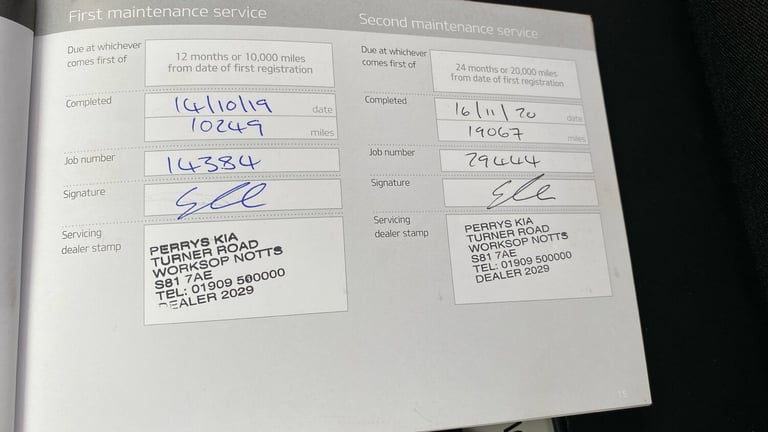 First maintenance service
Due at whichever
comes first of
12 months or 10,000 miles
from date of first registration
Completed
14/10/19 date
10249 miles
Job number
14384
Signature
Servicing
dealer stamp
PERRYS KIA
TURNER ROAD
WORKSOP NOTTS
S81 7AE
TEL: 01909 500000
DEALER 2029
Second maintenance service
Due at whichever
comes first of
24 months or 20,000 miles
from date of first registration
Completed
16/11/20 date
19067 miles
Job number
29444
Signature
Servicing
dealer stamp
PERRYS KIA
TURNER ROAD
WORKSOP NOTTS
S81 7AE
TEL: 01909 500000
DEALER 2029
15